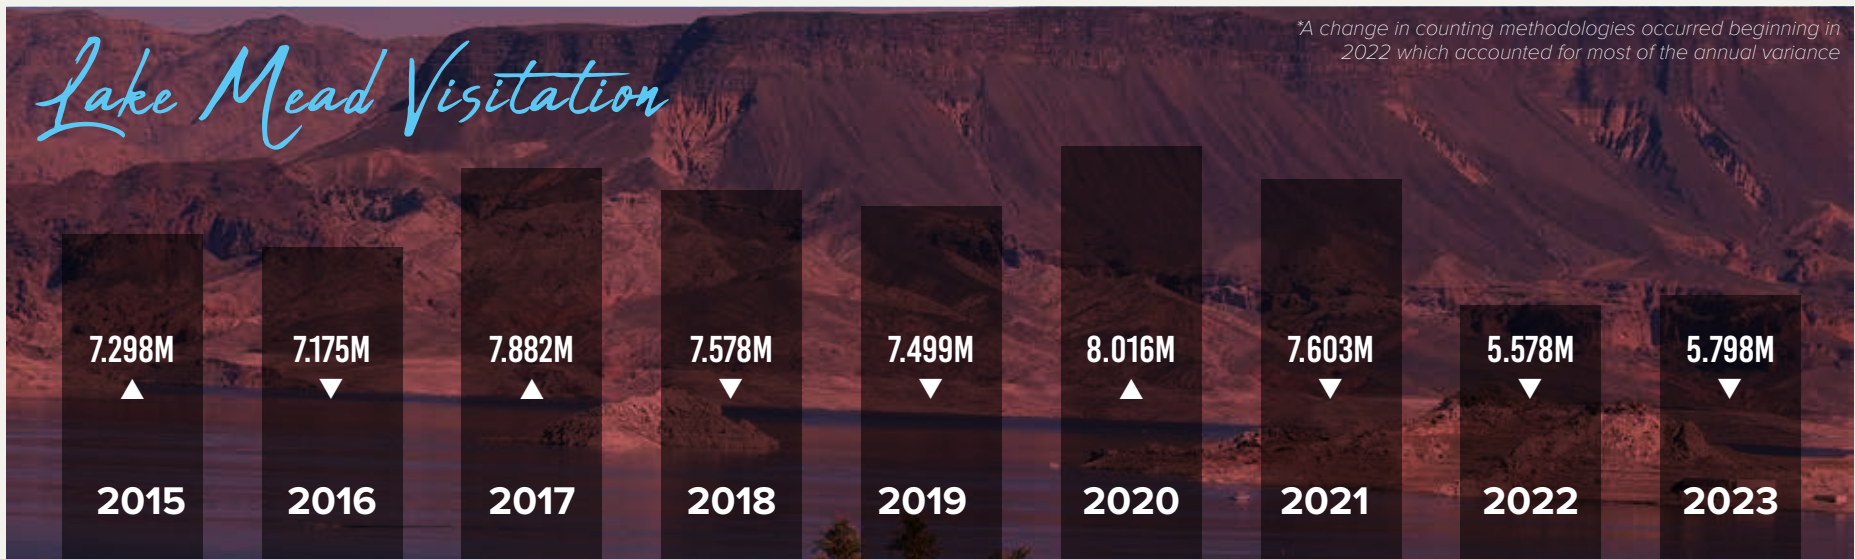 Lake Mead Visitation
*A change in counting methodologies occurred beginning in
2022 which accounted for most of the annual variance
7.298M
7.175M
7.882M
7.578M
7.499M
8.016M
7.603M
5.578M
5.798M
2015
2016
2017
2018
2019
2020
2021
2022
2023